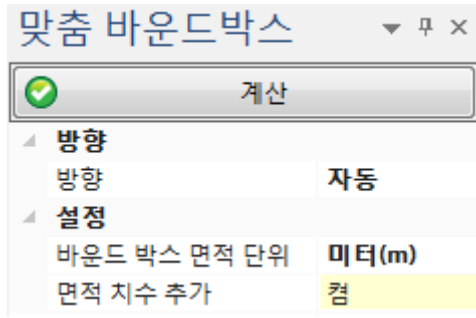 맞춤 바운드박스
계산
방향
방향 자동
설정
바운드 박스 면적 단위 미터(m)
면적 치수 추가 켬